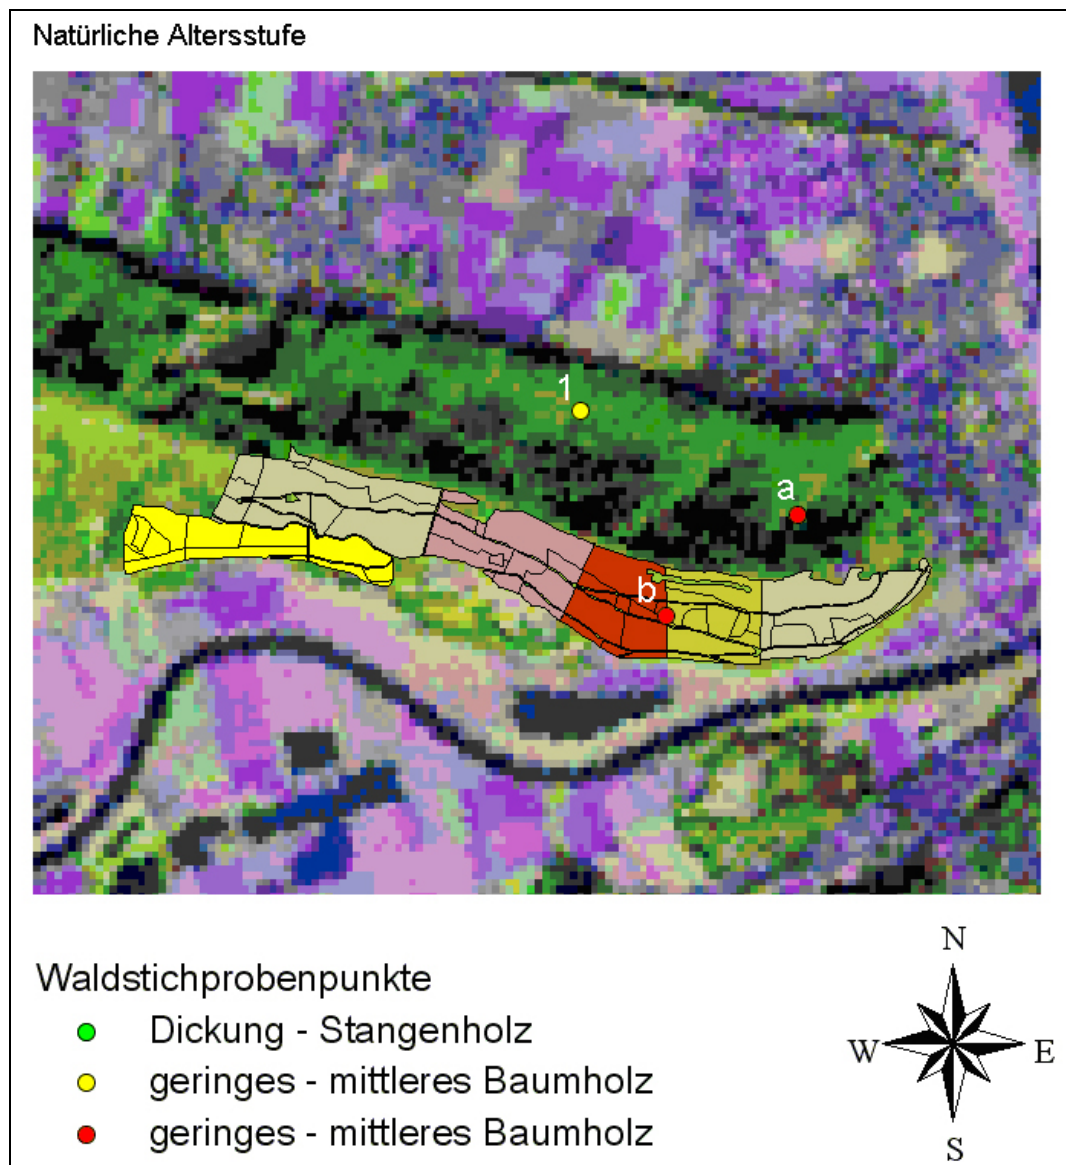 Natürliche Altersstufe
1
a
b
N
Waldstichprobenpunkte
Dickung - Stangenholz
W
E
geringes - mittleres Baumholz
geringes - mittleres Baumholz
S